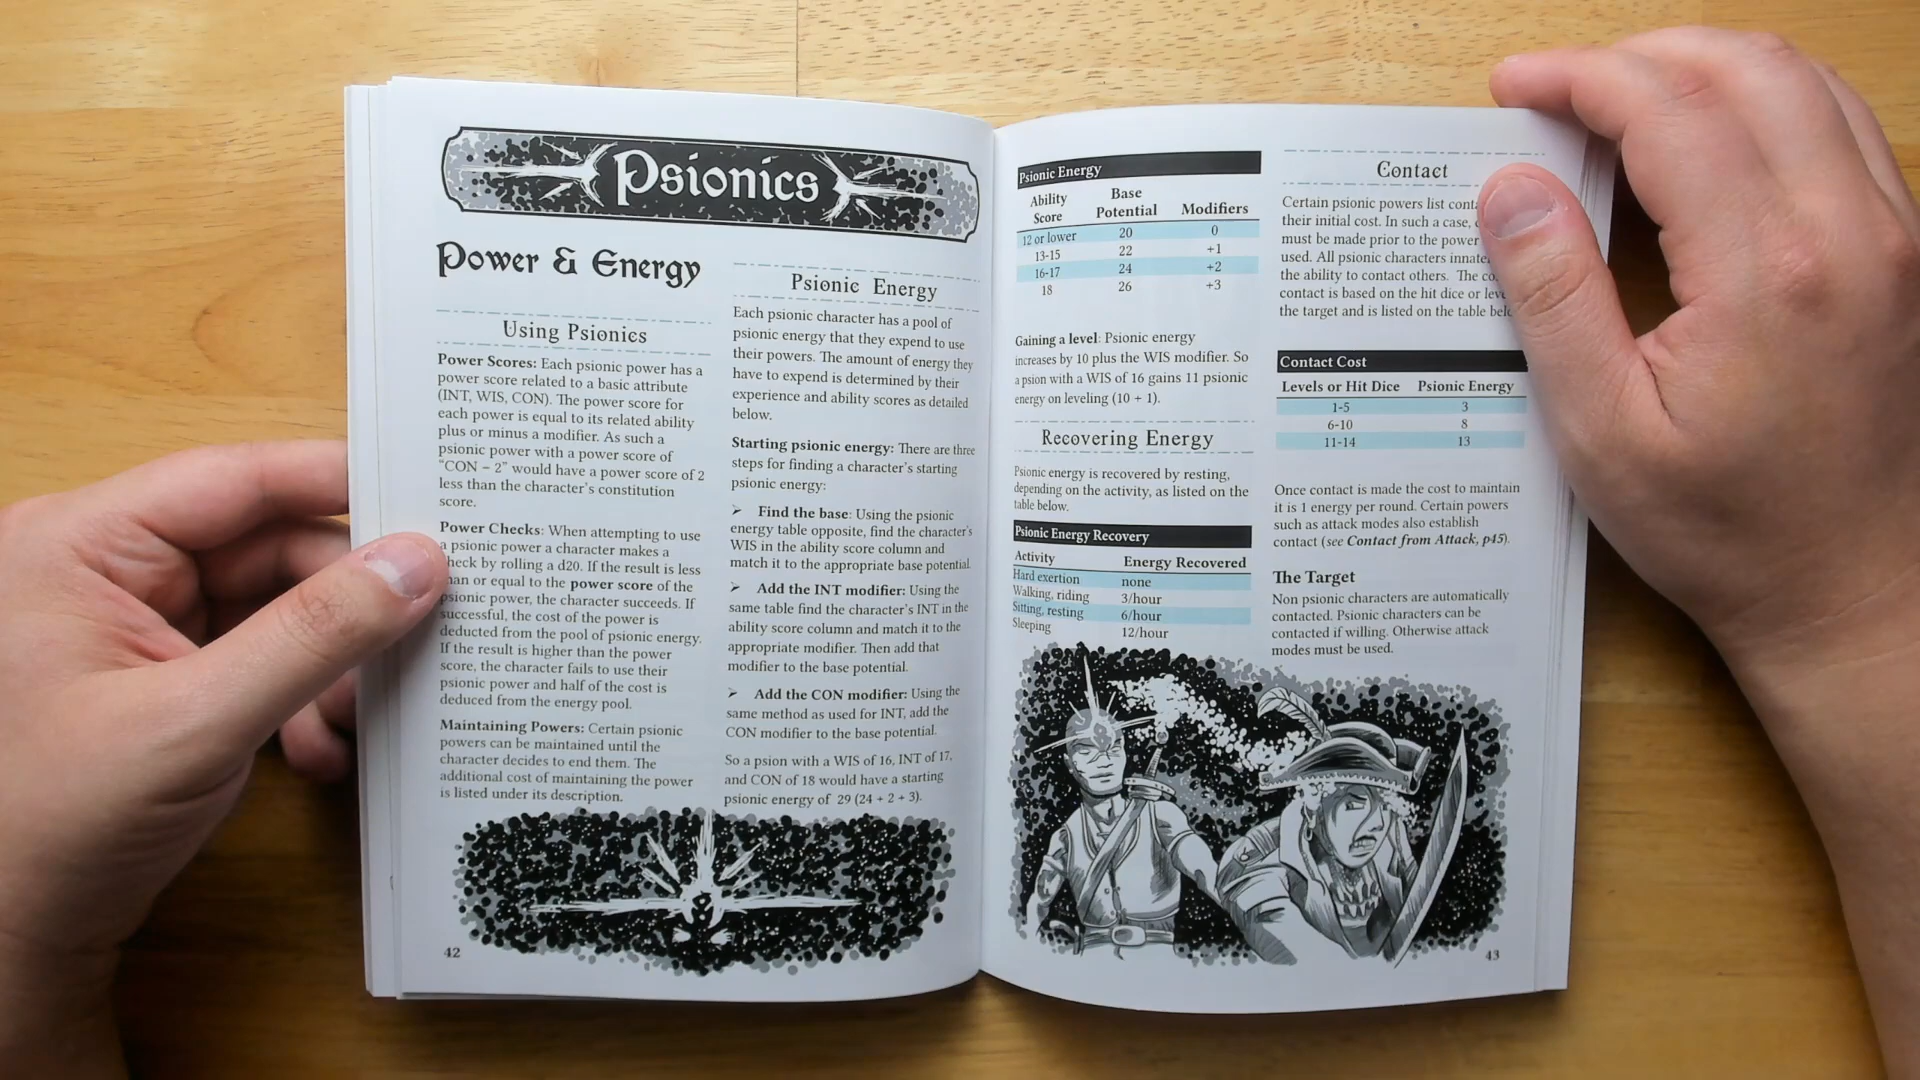 Psionics
Power & Energy
Using Psionics
Power Scores: Each psionic power has a
power score related to a basic attribute
(INT, WIS, CON). The power score for
each power is equal to its related ability
plus or minus a modifier. As such a
psionic power with a power score of
“CON – 2” would have a power score of 2
less than the character's constitution
score.
Power Checks: When attempting to use
a psionic power a character makes a
check by rolling a d20. If the result is less
than or equal to the power score of the
psionic power, the character succeeds. If
successful, the cost of the power is
deducted from the pool of psionic energy.
If the result is higher than the power
score, the character fails to use their
psionic power and half of the cost is
deduced from the energy pool.
Maintaining Powers: Certain psionic
powers can be maintained until the
character decides to end them. The
additional cost of maintaining the power
is listed under its description.
Psionic Energy
Each psionic character has a pool of
psionic energy that they expend to use
their powers. The amount of energy they
have to expend is determined by their
experience and ability scores as detailed
below.
Starting psionic energy: There are three
steps for finding a character's starting
psionic energy:
➢ Find the base: Using the psionic
energy table opposite, find the character's
WIS in the ability score column and
match it to the appropriate base potential.
➢ Add the INT modifier: Using the
same table find the character's INT in the
ability score column and match it to the
appropriate modifier. Then add that
modifier to the base potential.
➢ Add the CON modifier: Using the
same method as used for INT, add the
CON modifier to the base potential.
So a psion with a WIS of 16, INT of 17,
and CON of 18 would have a starting
psionic energy of 29 (24 + 2 + 3).
42
Psionic Energy
Ability Score Base Potential Modifiers
12 or lower 20 0
13-15 22 +1
16-17 24 +2
18 26 +3
Gaining a level: Psionic energy
increases by 10 plus the WIS modifier. So
a psion with a WIS of 16 gains 11 psionic
energy on leveling (10 + 1).
Recovering Energy
Psionic energy is recovered by resting,
depending on the activity, as listed on the
table below.
Psionic Energy Recovery
Activity Energy Recovered
Hard exertion none
Walking, riding 3/hour
Sitting, resting 6/hour
Sleeping 12/hour
Contact
Certain psionic powers list
their initial cost. In such a case,
must be made prior to the power
used. All psionic characters
the ability to contact others. The
contact is based on the hit dice or
the target and is listed on the table
Contact Cost
Levels or Hit Dice Psionic Energy
1-5 3
6-10 8
11-14 13
Once contact is made the cost to maintain
it is 1 energy per round. Certain powers
such as attack modes also establish
contact (see Contact from Attack, p45).
The Target
Non psionic characters are automatically
contacted. Psionic characters can be
contacted if willing. Otherwise attack
modes must be used.
43